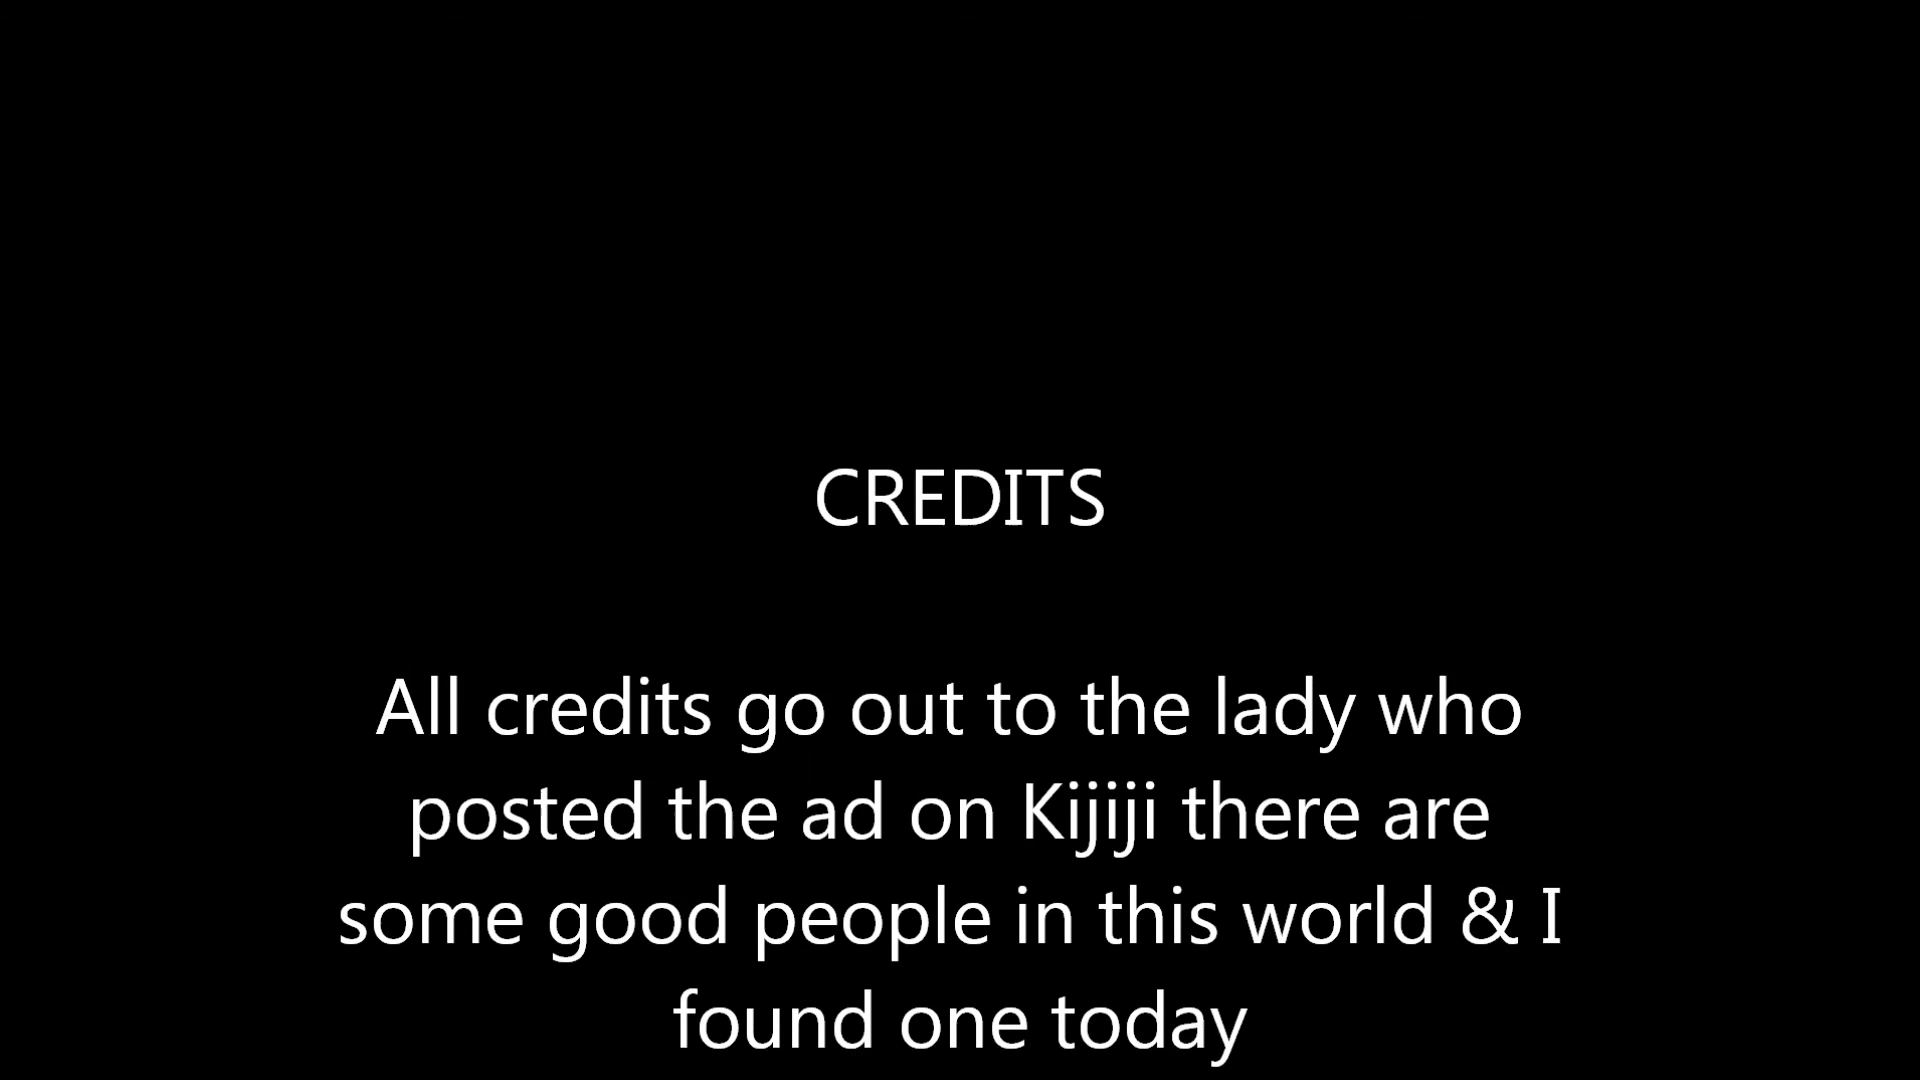 CREDITS
All credits go out to the lady who
posted the ad on Kijiji there are
some good people in this world & I
found one today